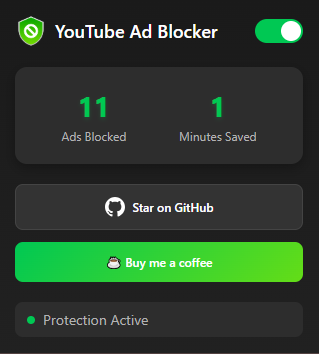 YouTube Ad Blocker
11 1
Ads Blocked Minutes Saved
Star on GitHub
Buy me a coffee
Protection Active